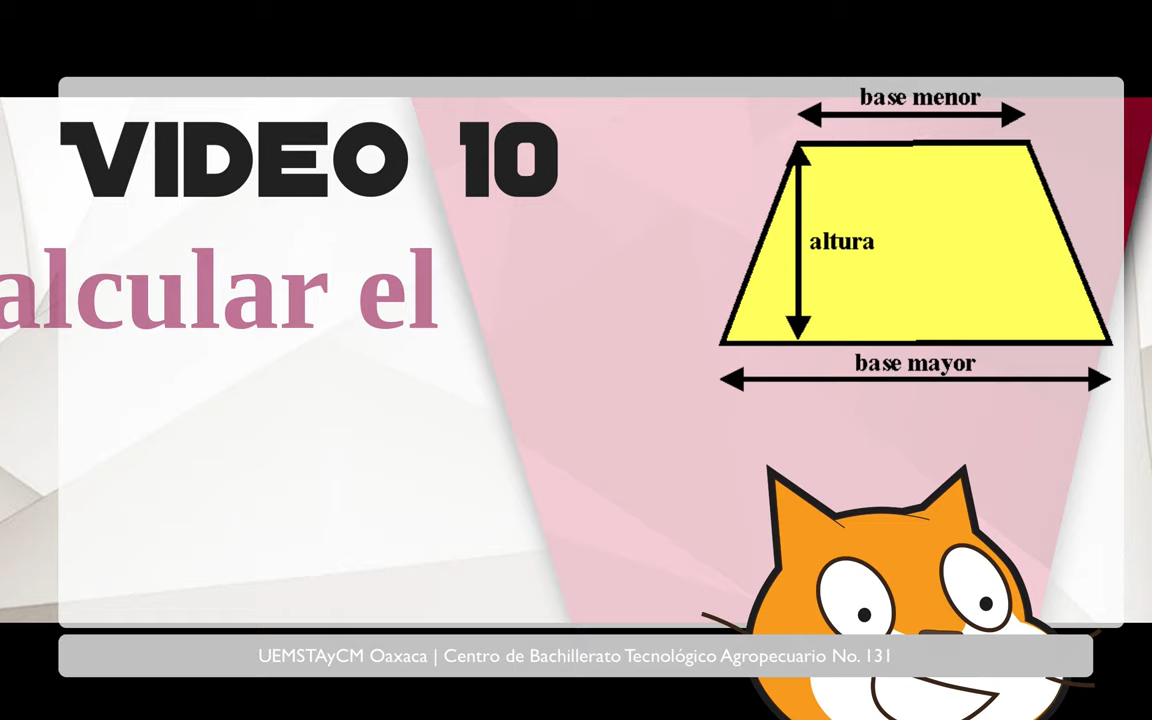 VIDEO 10
alcular el
base menor
altura
base mayor
UEMSTAyCM Oaxaca | Centro de Bachillerato Tecnológico Agropecuario No. 131